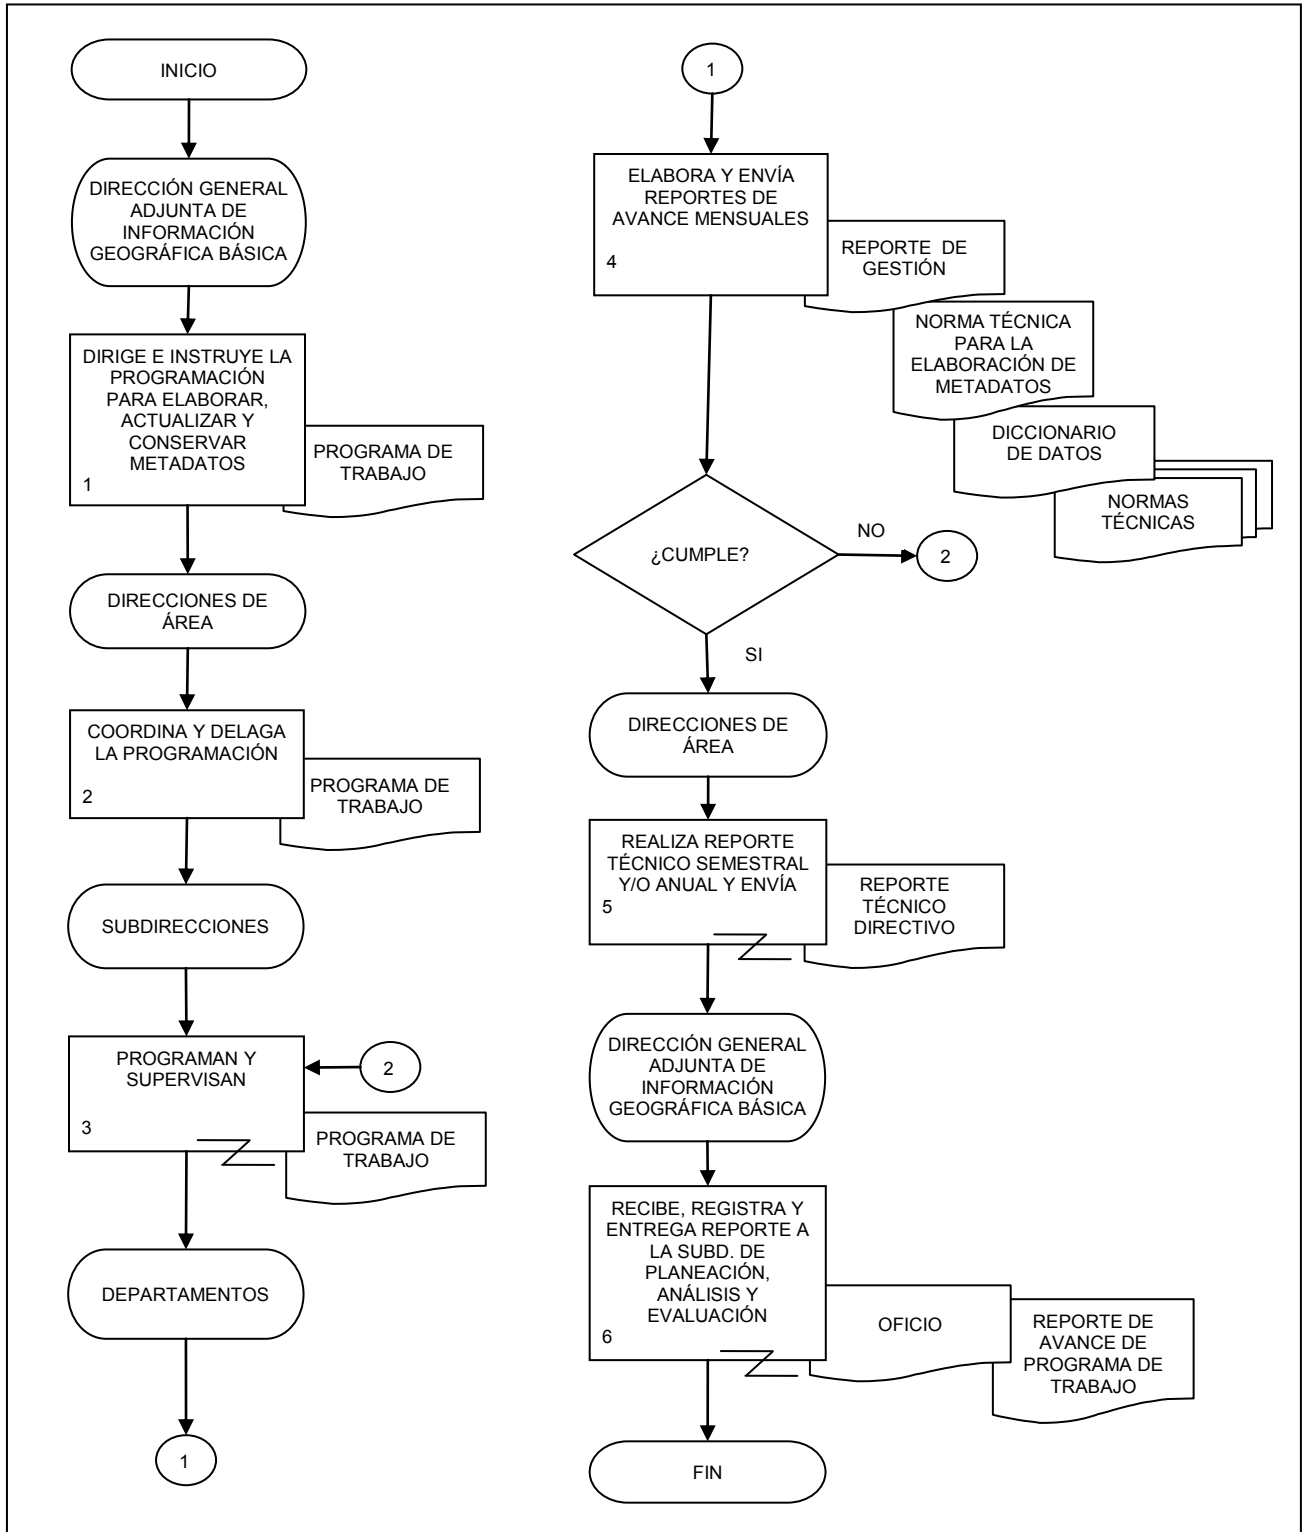 INICIO
DIRECCIÓN GENERAL
ADJUNTA DE
INFORMACIÓN
GEOGRÁFICA BÁSICA
DIRIGE E INSTRUYE LA
PROGRAMACIÓN
PARA ELABORAR,
ACTUALIZAR Y
CONSERVAR
METADATOS
1
PROGRAMA DE
TRABAJO
DIRECCIONES DE
ÁREA
COORDINA Y DELAGA
LA PROGRAMACIÓN
2
PROGRAMA DE
TRABAJO
SUBDIRECCIONES
PROGRAMAN Y
SUPERVISAN
3
2
PROGRAMA DE
TRABAJO
DEPARTAMENTOS
1
1
ELABORA Y ENVÍA
REPORTES DE
AVANCE MENSUALES
4
REPORTE DE
GESTIÓN
NORMA TÉCNICA
PARA LA
ELABORACIÓN DE
METADATOS
DICCIONARIO
DE DATOS
NORMAS
TÉCNICAS
¿CUMPLE?
NO
2
SI
DIRECCIONES DE
ÁREA
REALIZA REPORTE
TÉCNICO SEMESTRAL
Y/O ANUAL Y ENVÍA
5
REPORTE
TÉCNICO
DIRECTIVO
DIRECCIÓN GENERAL
ADJUNTA DE
INFORMACIÓN
GEOGRÁFICA BÁSICA
RECIBE, REGISTRA Y
ENTREGA REPORTE A
LA SUBD. DE
PLANEACIÓN,
ANÁLISIS Y
EVALUACIÓN
6
OFICIO
REPORTE DE
AVANCE DE
PROGRAMA DE
TRABAJO
FIN